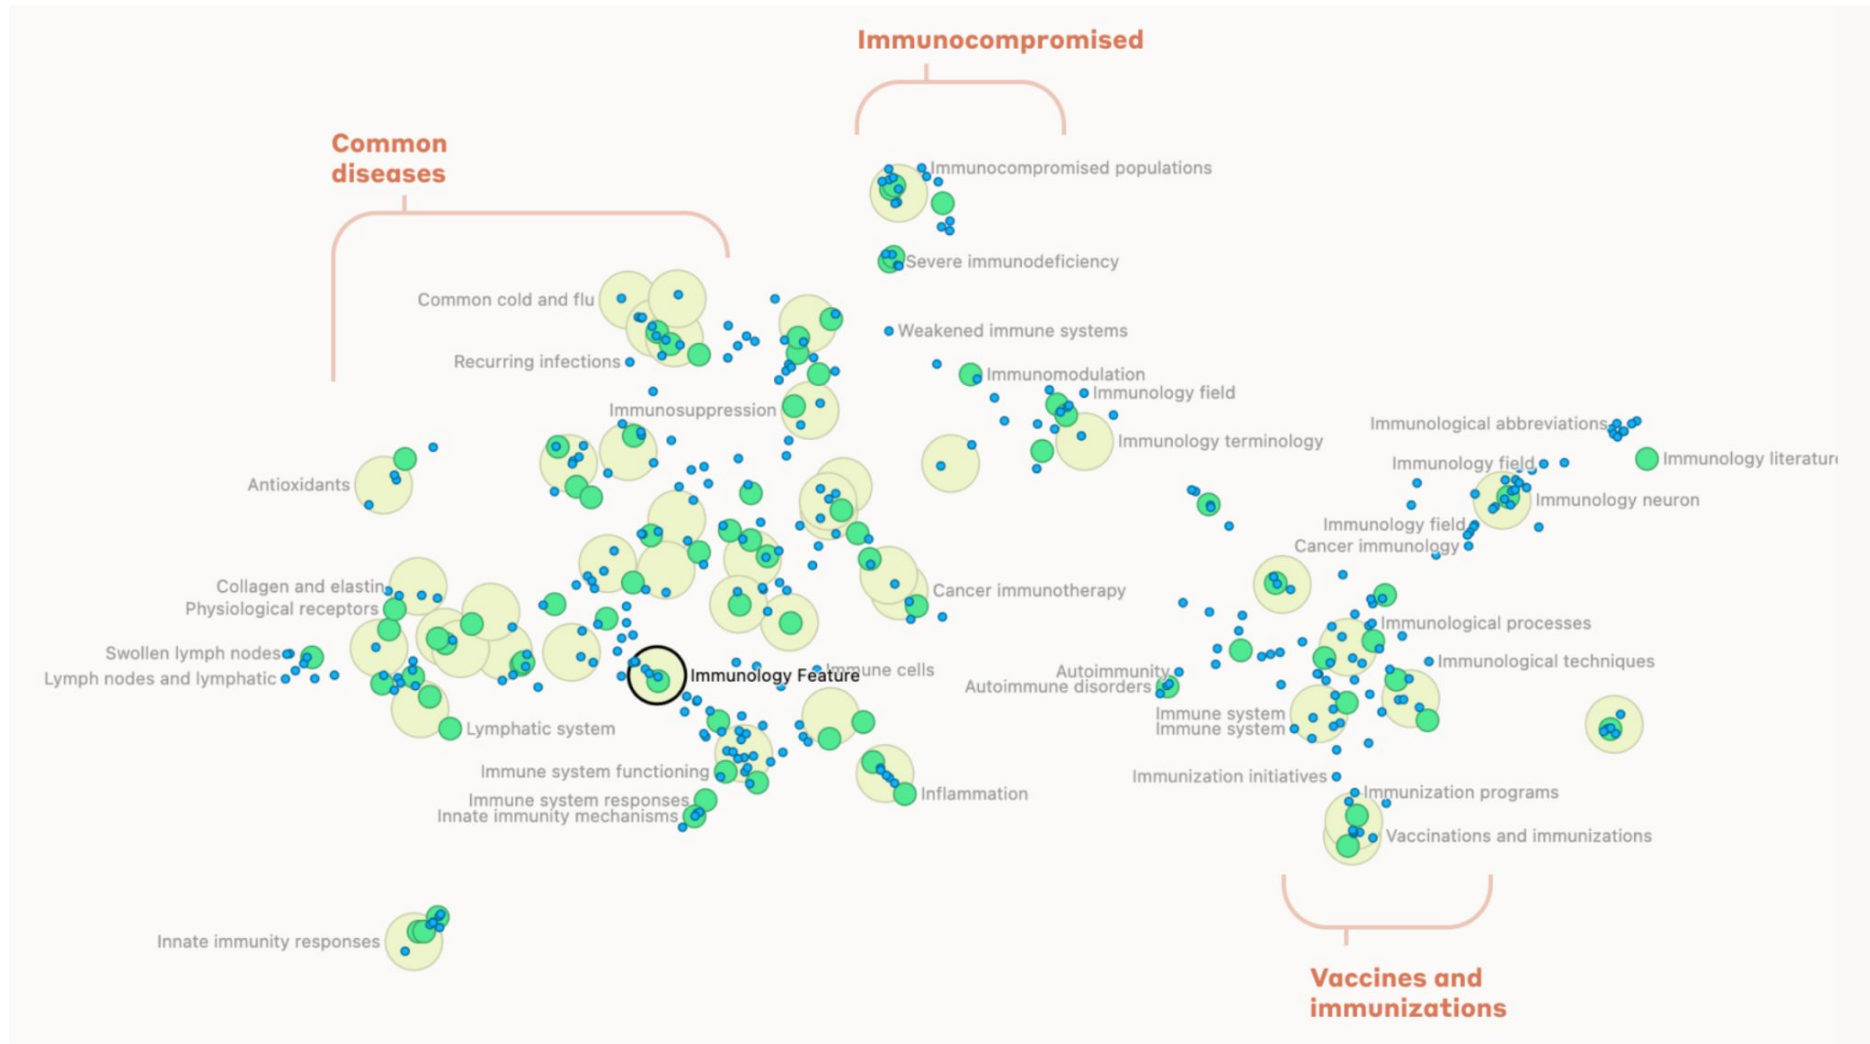 Immunocompromised
Common
diseases
Immunocompromised populations
Severe immunodeficiency
Common cold and flu
Weakened immune systems
Recurring infections
Immunomodulation
Immunology field
Immunosuppression
Immunological abbreviations
Immunology terminology
Immunology literatur
Immunology field
Antioxidants
Immunology neuron
Immunology field
Cancer immunology
Collagen and elastin
Cancer immunotherapy
Physiological receptors
Immunological processes
Swollen lymph nodes
Immunological techniques
Immune cells
Autoimmunity
Immunology Feature
Lymph nodes and lymphatic
Autoimmune disorders
Immune system
Lymphatic system
Immune system
Immune system functioning
Immunization initiatives
Immunization programs
Inflammation
Immune system responses
Innate immunity mechanisms
Vaccinations and immunizations
Innate immunity responses
Vaccines and
immunizations